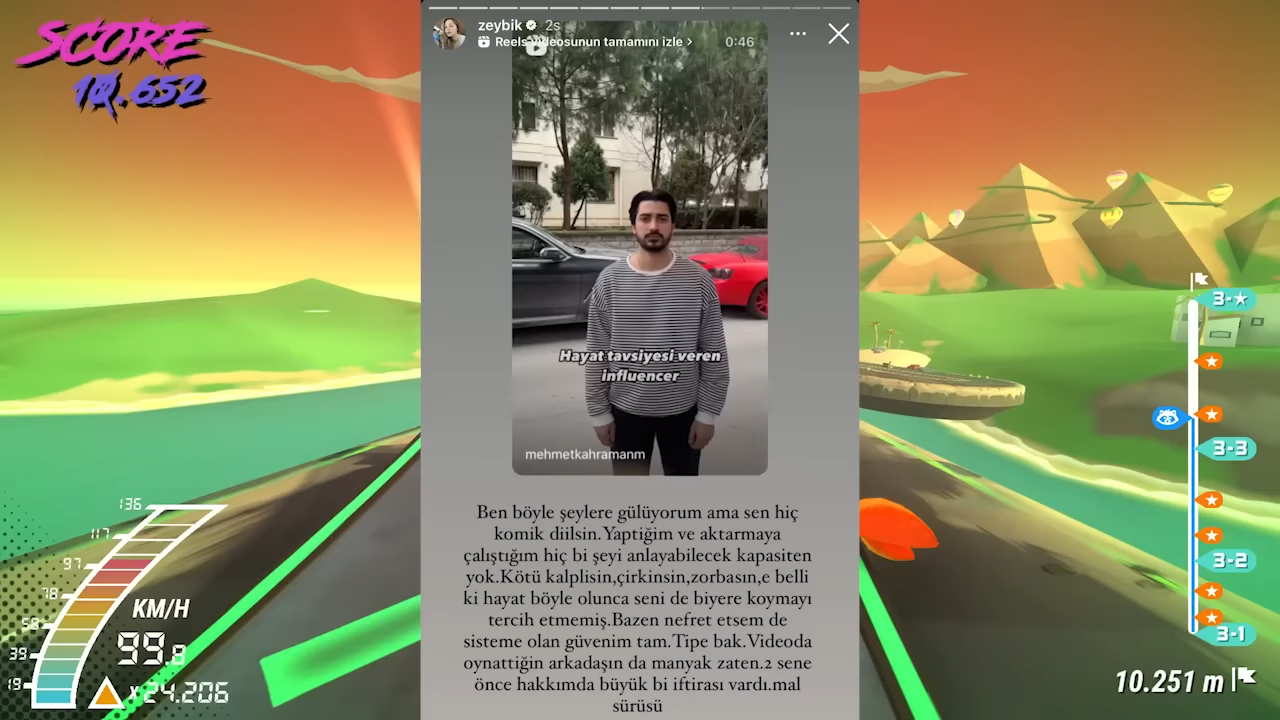 SCORE
10.652
zeybik 2s
Reels videosunun tamamını izle >
0:46
Hayat tavsiyesi veren
influencer
mehmetkahramanm
Ben böyle şeylere gülüyorum ama sen hiç
komik diilsin.Yaptiğim ve aktarmaya
çalıştığım hiç bi şeyi anlayabilecek kapasiten
yok.Kötü kalplisin,çirkinsin,zorbasın,e belli
ki hayat böyle olunca seni de biyere koymayı
tercih etmemiş.Bazen nefret etsem de
sisteme olan güvenim tam.Tipe bak.Videoda
oynattiğin arkadaşın da manyak zaten.2 sene
önce hakkımda büyük bi iftirası vardı.mal
sürüsü
136
117
97
78
58
39
19
KM/H
99.8
x24.206
3-★
3-3
3-2
3-1
10.251 m